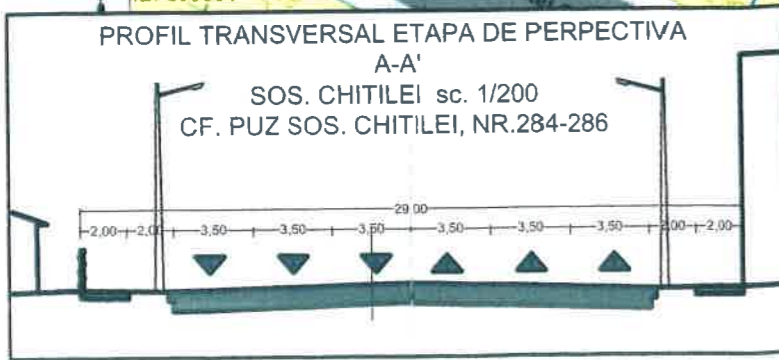 PROFIL TRANSVERSAL ETAPA DE PERPECTIVA
A-A'
SOS. CHITILEI sc. 1/200
CF. PUZ SOS. CHITILEI, NR.284-286
29,00
2,00 2,00 3,50 3,50 3,50 3,50 3,50 3,50 2,00 2,00